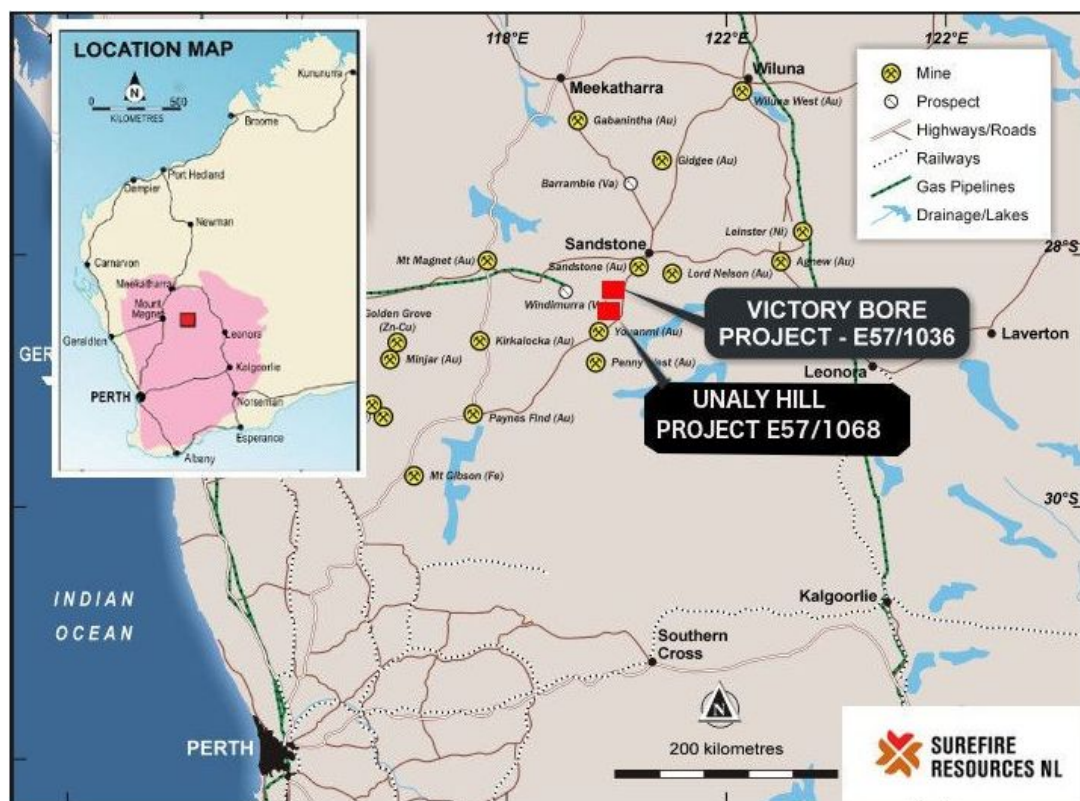 LOCATION MAP
N
0
500
KILOMETRES
Kununurra
Broome
Port Hedland
Dampier
Newman
Carnarvon
Meekatharra
Mount
Magnet
Geraldton
Leonora
Kalgoorlie
PERTH
Norseman
Esperance
Albany
118°E
122°E
122°E
Mine
Prospect
Highways/Roads
Railways
Gas Pipelines
Drainage/Lakes
Meekatharra
Wiluna
Wiluna West (Au)
Gabanintha (Au)
Gidgee (Au)
Barrambie (Va)
Leinster (Ni)
Sandstone
28°S
Mt Magnet (Au)
Sandstone (Au)
Lord Nelson (Au)
Agnew (Au)
Windimurra (V
VICTORY BORE
PROJECT - E57/1036
Golden Grove
(Zn-Cu)
Youanmi (Au)
Kirkalocka (Au)
Laverton
GER
Minjar (Au)
Leonora
UNALY HILL
PROJECT E57/1068
Paynes Find (Au)
Mt Gibson (Fe)
30°S
INDIAN
OCEAN
Kalgoorlie
Southern
Cross
N
PERTH
200 kilometres
SUREFIRE
RESOURCES NL